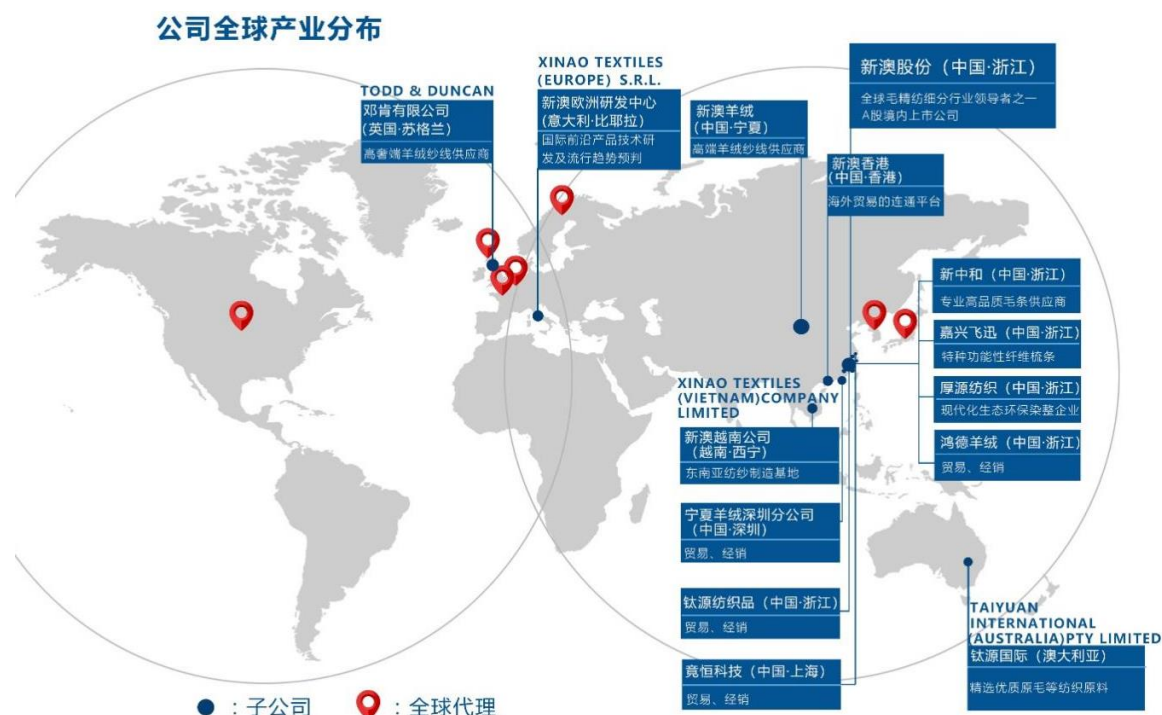 公司全球产业分布
TODD & DUNCAN
邓肯有限公司
(英国·苏格兰)
高奢端羊绒纱线供应商
XINAO TEXTILES
(EUROPE) S.R.L.
新澳欧洲研发中心
(意大利·比耶拉)
国际前沿产品技术研
发及流行趋势预判
新澳羊绒
(中国·宁夏)
高端羊绒纱线供应商
新澳股份（中国·浙江）
全球毛精纺细分行业领导者之一
A股境内上市公司
新澳香港
(中国·香港)
海外贸易的连通平台
新中和（中国·浙江）
专业高品质毛条供应商
嘉兴飞迅（中国·浙江）
特种功能性纤维梳条
厚源纺织（中国·浙江）
现代化生态环保染整企业
鸿德羊绒（中国·浙江）
贸易、经销
XINAO TEXTILES
(VIETNAM)COMPANY
LIMITED
新澳越南公司
（越南·西宁）
东南亚纺纱制造基地
宁夏羊绒深圳分公司
（中国·深圳）
贸易、经销
钛源纺织品（中国·浙江）
贸易、经销
竟恒科技（中国·上海）
贸易、经销
TAIYUAN
INTERNATIONAL
(AUSTRALIA)PTY LIMITED
钛源国际（澳大利亚）
精选优质原毛等纺织原料
：子公司
：全球代理